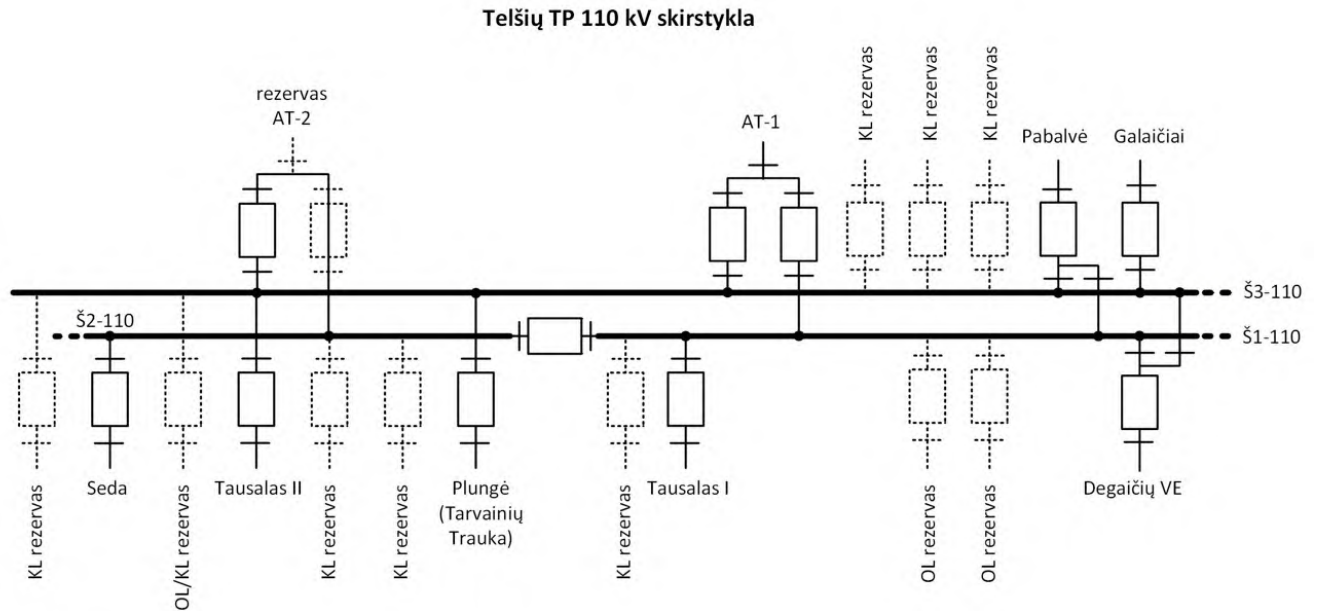 Telšių TP 110 kV skirstykla
rezervas
AT-2
AT-1
KL rezervas
KL rezervas
KL rezervas
Pabalvė
Galaičiai
Š3-110
Š2-110
Š1-110
KL rezervas
Seda
OL/KL rezervas
Tausalas II
KL rezervas
KL rezervas
Plungė
(Tarvainių
Trauka)
KL rezervas
Tausalas I
OL rezervas
OL rezervas
Degaičių VE